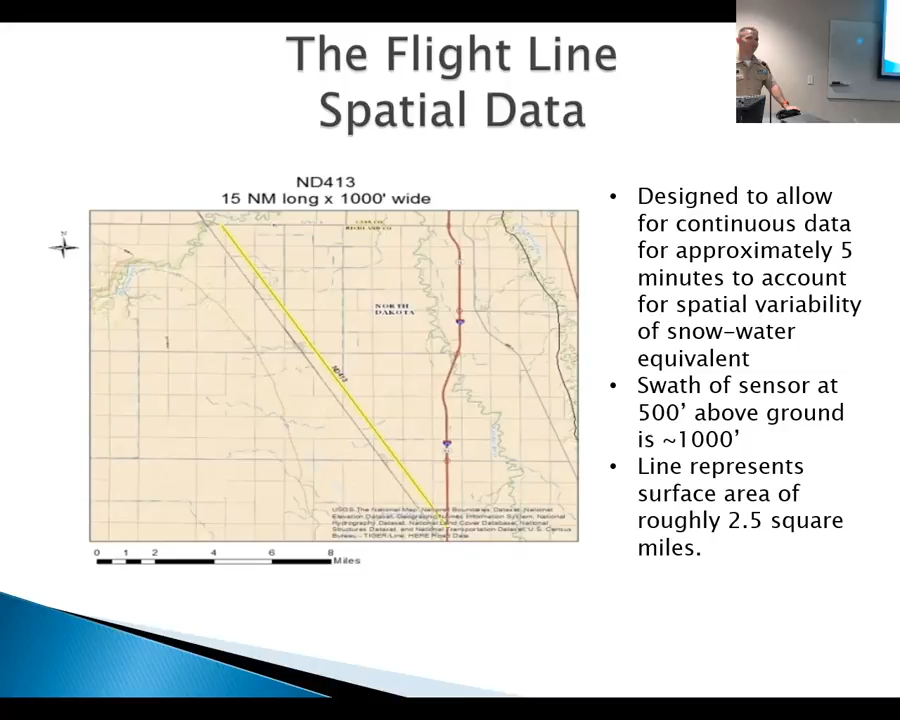 The Flight Line
Spatial Data
ND413
15 NM long x 1000' wide
N
CASS CO
RICHLAND CO
NORTH
DAKOTA
ND413
USGS The National Map: National Boundaries Dataset, National
Elevation Dataset, Geographic Names Information System, National
Hydrography Dataset, National Land Cover Database, National
Structures Dataset, and National Transportation Dataset; U.S. Census
Bureau - TIGER/Line; HERE Road Data
0 1 2 4 6 8
Miles
• Designed to allow
for continuous data
for approximately 5
minutes to account
for spatial variability
of snow-water
equivalent
• Swath of sensor at
500’ above ground
is ~1000’
• Line represents
surface area of
roughly 2.5 square
miles.